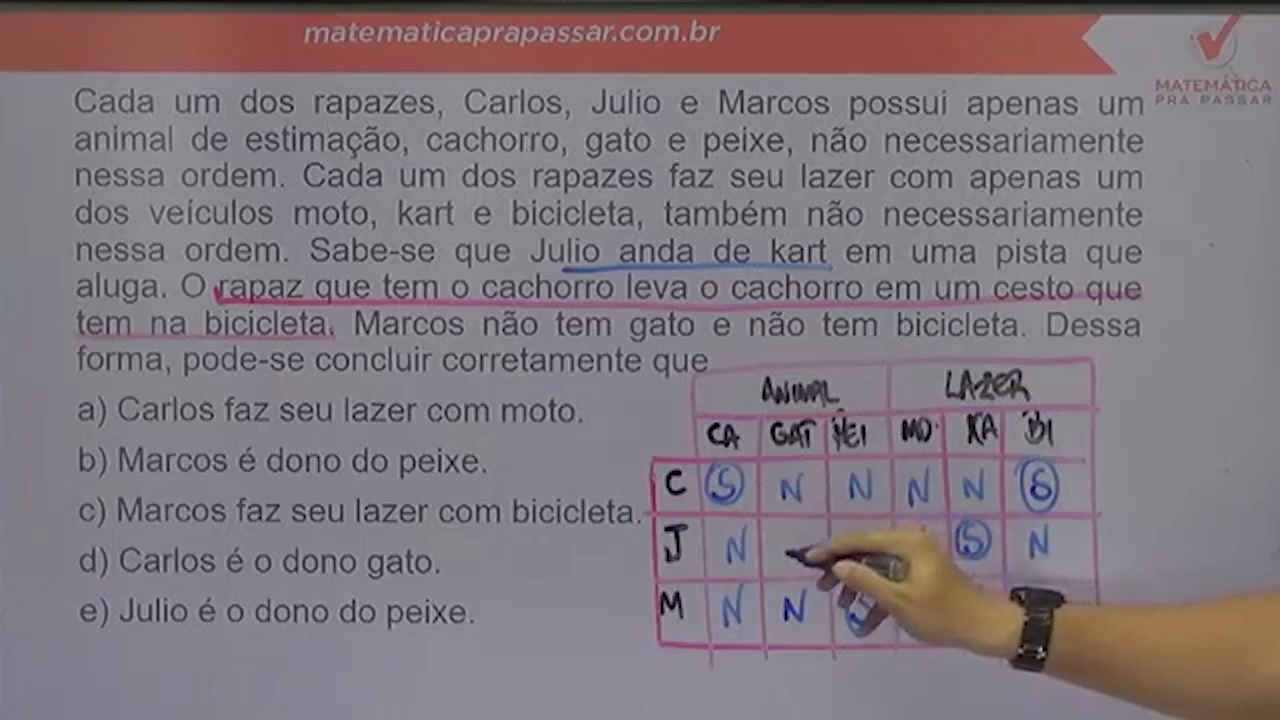 matematicaprapassar.com.br
MATEMÁTICA
PRA PASSAR
Cada um dos rapazes, Carlos, Julio e Marcos possui apenas um
animal de estimação, cachorro, gato e peixe, não necessariamente
nessa ordem. Cada um dos rapazes faz seu lazer com apenas um
dos veículos moto, kart e bicicleta, também não necessariamente
nessa ordem. Sabe-se que Julio anda de kart em uma pista que
aluga. O rapaz que tem o cachorro leva o cachorro em um cesto que
tem na bicicleta. Marcos não tem gato e não tem bicicleta. Dessa
forma, pode-se concluir corretamente que
a) Carlos faz seu lazer com moto.
b) Marcos é dono do peixe.
c) Marcos faz seu lazer com bicicleta.
d) Carlos é o dono gato.
e) Julio é o dono do peixe.
ANIMAL LAZER
CA GAT PEI MO KA BI
C S N N N N S
J N S N
M N N S